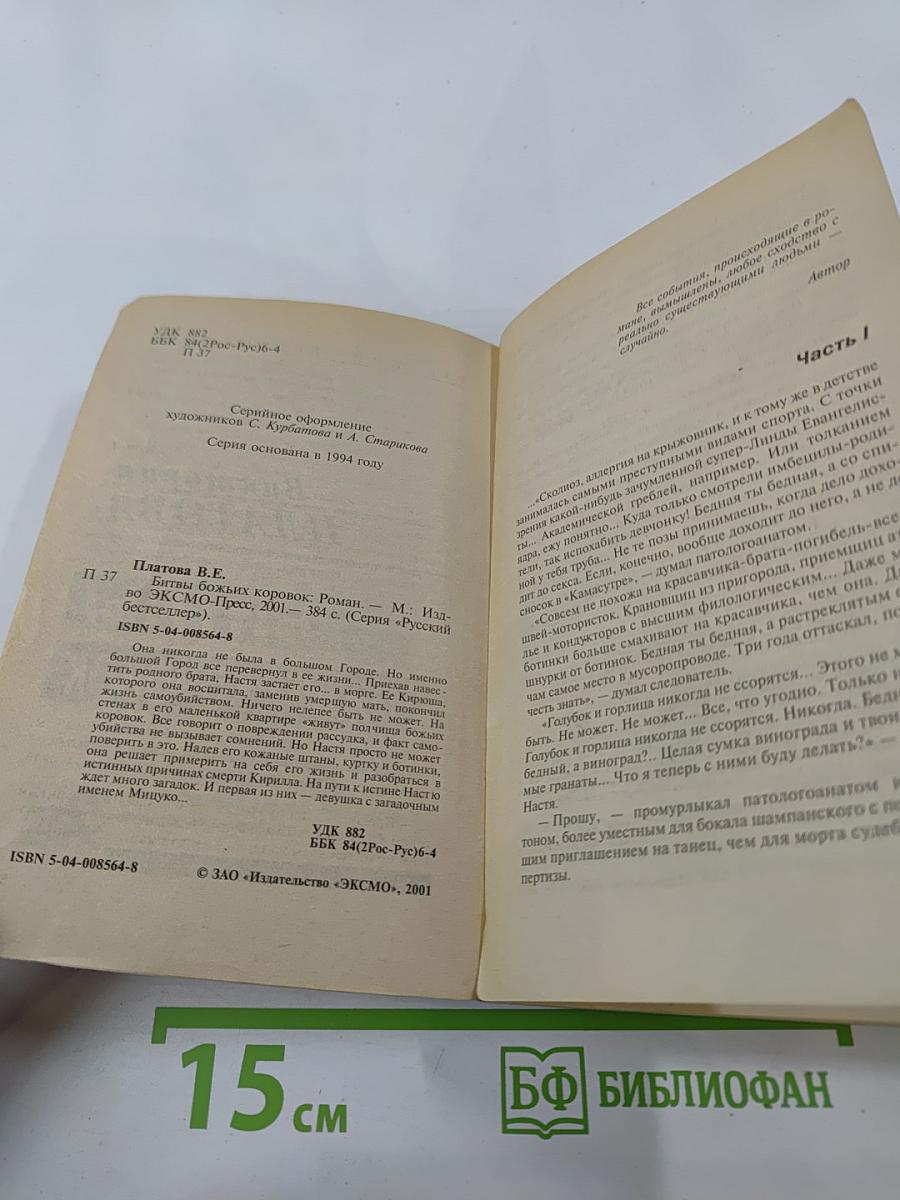 УДК 882
ББК 84(2Рос-Рус)6-4
П 37
Серийное оформление
художников С. Курбатова и А. Старикова
Серия основана в 1994 году
Платова В.Е.
П 37
Битвы божьих коровок: Роман. — М.: Изд-
во ЭКСМО-Пресс, 2001.— 384 с. (Серия «Русский
бестселлер»).
ISBN 5-04-008564-8
Она никогда не была в большом Городе. Но именно
большой Город все перевернул в ее жизни... Приехав навес-
тить родного брата, Настя застает его... в морге. Ее Кирюша,
которого она воспитала, заменив умершую мать, покончил
жизнь самоубийством. Ничего нелепее быть не может. На
стенах в его маленькой квартире «живут» полчища божьих
коровок. Все говорит о повреждении рассудка, и факт само-
убийства не вызывает сомнений. Но Настя просто не может
поверить в это. Надев его кожаные штаны, куртку и ботинки,
она решает примерить на себя его жизнь и разобраться в
истинных причинах смерти Кирилла. На пути к истине Настю
ждет много загадок. И первая из них — девушка с загадочным
именем Мицуко...
УДК 882
ББК 84(2Рос-Рус)6-4
ISBN 5-04-008564-8
© ЗАО «Издательство «ЭКСМО», 2001
Все события, происходящие в ро-
мане, вымышлены, любое сходство с
реально существующими людьми —
случайно.
Автор
Часть I
...«Сколиоз, аллергия на крыжовник, и к тому же в детстве
занималась самыми преступными видами спорта. С точки
зрения какой-нибудь зачумленной супер-Линды Евангелис-
ты... Академической греблей, например. Или толканием
ядра, ежу понятно... Куда только смотрели имбецилы-роди-
тели, так испохабить девчонку! Бедная ты бедная, а со спи-
ной у тебя труба... Не те позы принимаешь, когда дело дохо-
дит до секса. Если, конечно, вообще доходит до него, а не до
сносок в «Камасутре», — думал патологоанатом.
«Совсем не похожа на красавчика-брата-погибель-все
швей-мотористок. Крановщиц из пригорода, приемщиц ат
лье и кондукторов с высшим филологическим... Даже м
ботинки больше смахивают на красавчика, чем она. Д
шнурки от ботинок. Бедная ты бедная, а растреклятым
чам самое место в мусоропроводе. Три года оттаскал, по
честь знать», — думал следователь.
«Голубок и горлица никогда не ссорятся... Этого не м
быть. Не может. Не может... Все, что угодно. Только н
Голубок и горлица никогда не ссорятся. Никогда. Бедн
бедный, а виноград?.. Целая сумка винограда и твои
мые гранаты... Что я теперь с ними буду делать?» —
Настя.
— Прошу, — промурлыкал патологоанатом
тоном, более уместным для бокала шампанского с по
шим приглашением на танец, чем для морга судеб
пертизы.
15 см
БФ БИБЛИОФАН